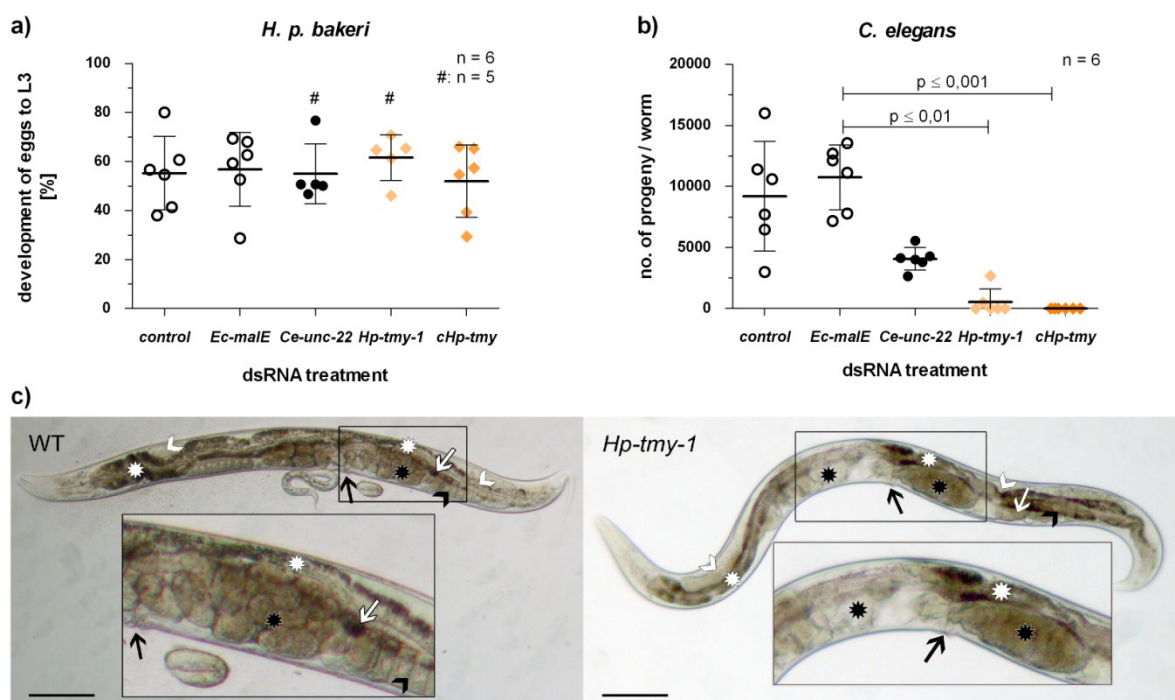 a)
H. p. bakeri
n = 6
#: n = 5
development of eggs to L3
[%]
100
80
60
40
20
0
# #
control Ec-malE Ce-unc-22 Hp-tmy-1 cHp-tmy
dsRNA treatment
b)
C. elegans
n = 6
p ≤ 0,001
p ≤ 0,01
no. of progeny / worm
20000
15000
10000
5000
0
control Ec-malE Ce-unc-22 Hp-tmy-1 cHp-tmy
dsRNA treatment
c)
WT
Hp-tmy-1